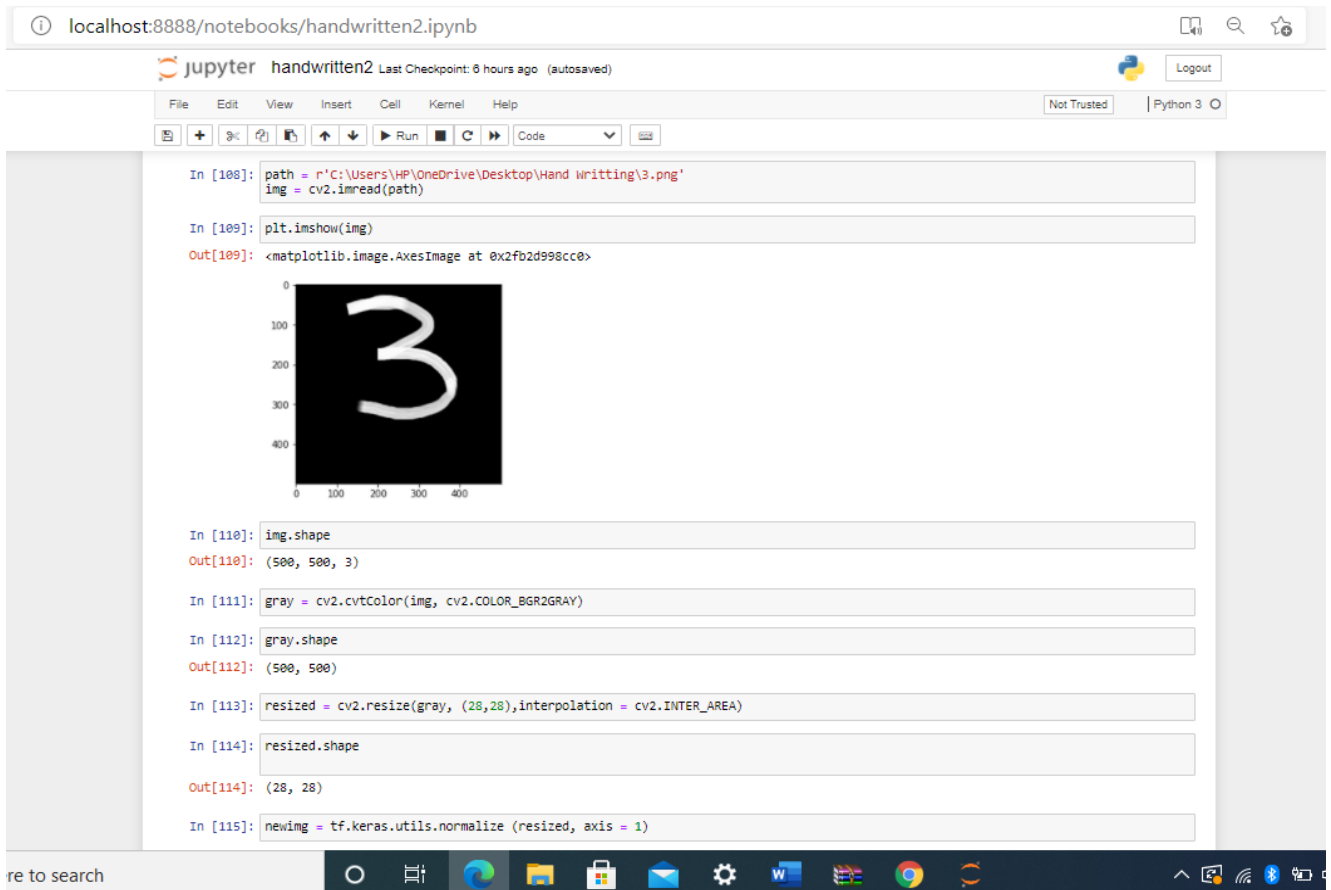 localhost:8888/notebooks/handwritten2.ipynb
jupyter handwritten2 Last Checkpoint: 6 hours ago (autosaved)
Logout
File Edit View Insert Cell Kernel Help
Not Trusted Python 3
Run Code
In [108]: path = r'C:\Users\HP\OneDrive\Desktop\Hand Writting\3.png'
img = cv2.imread(path)
In [109]: plt.imshow(img)
Out[109]: <matplotlib.image.AxesImage at 0x2fb2d998cc0>
0
100
200
300
400
3
0 100 200 300 400
In [110]: img.shape
Out[110]: (500, 500, 3)
In [111]: gray = cv2.cvtColor(img, cv2.COLOR_BGR2GRAY)
In [112]: gray.shape
Out[112]: (500, 500)
In [113]: resized = cv2.resize(gray, (28,28),interpolation = cv2.INTER_AREA)
In [114]: resized.shape
Out[114]: (28, 28)
In [115]: newimg = tf.keras.utils.normalize (resized, axis = 1)
re to search